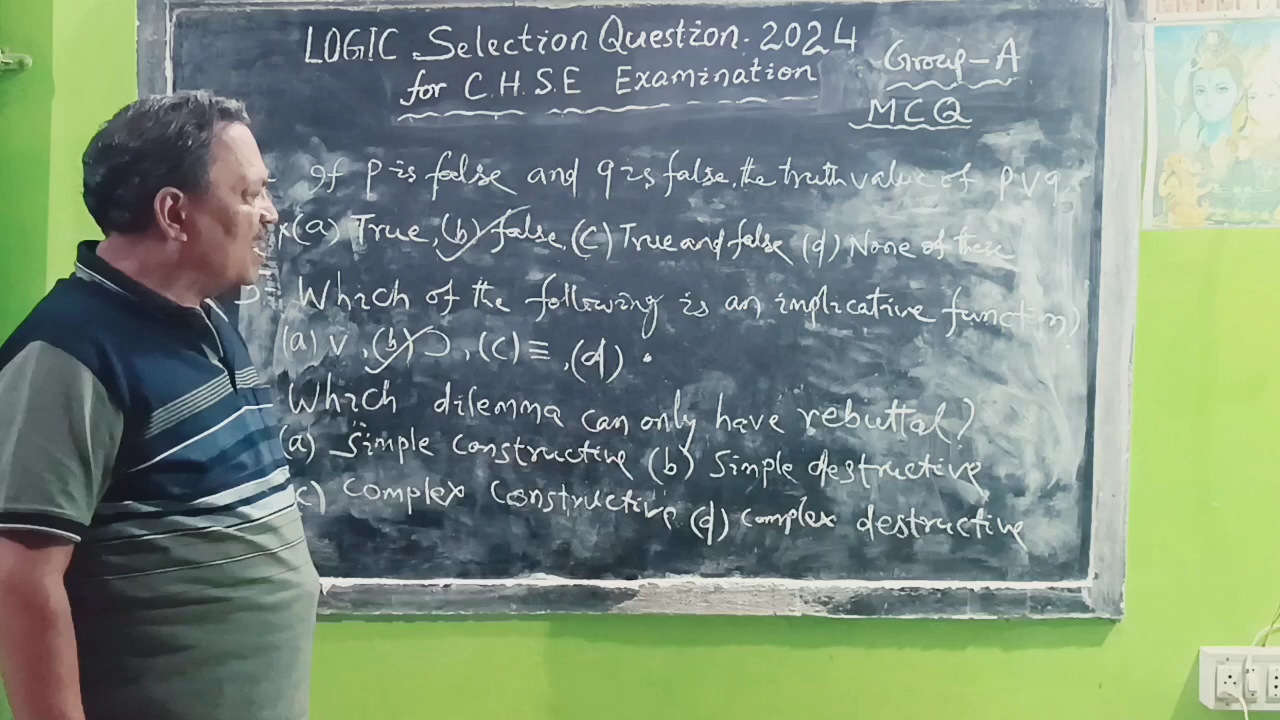 LOGIC Selection Question. 2024
for C.H.S.E Examination
Group-A
MCQ
If p is false and q is false, the truth value of p v q
(a) True, (b) false, (c) True and false (d) None of these
Which of the following is an implicative function)
(a) v, (b) ⊃, (c) ≡, (d) •
Which dilemma can only have rebuttal?
(a) Simple constructive (b) Simple destructive
c) Complex Constructive (d) Complex destructive